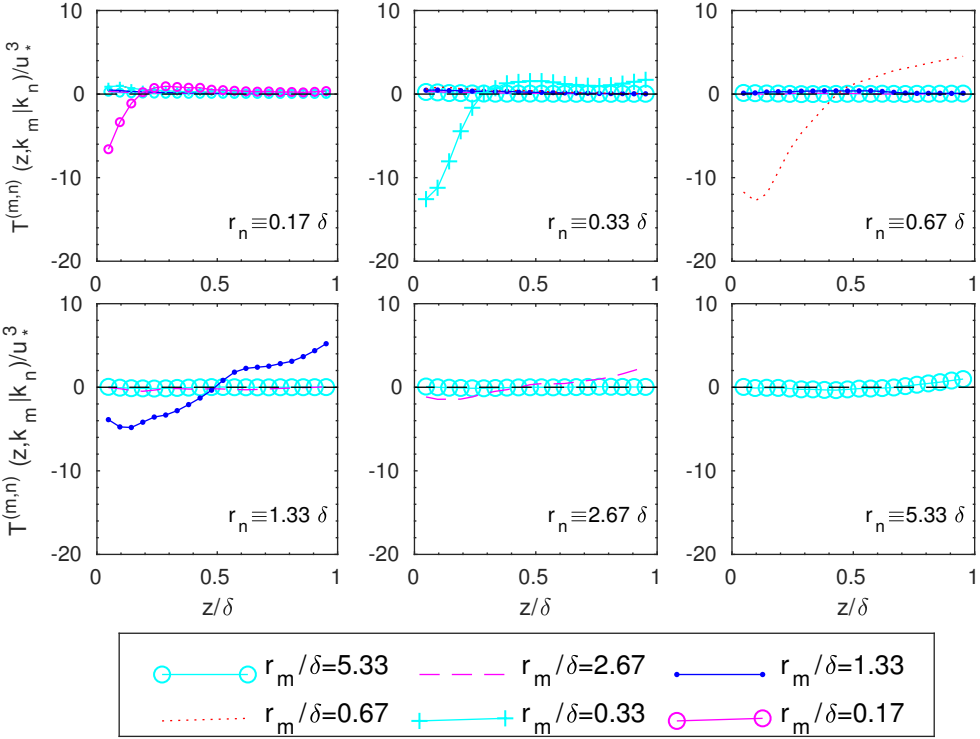 10
0
-10
-20
0
0.5
1
T^(m,n) (z,k_m|k_n)/u_*^3
r_n≡0.17 δ
10
0
-10
-20
0
0.5
1
r_n≡0.33 δ
10
0
-10
-20
0
0.5
1
r_n≡0.67 δ
10
0
-10
-20
0
0.5
1
T^(m,n) (z,k_m|k_n)/u_*^3
r_n≡1.33 δ
z/δ
10
0
-10
-20
0
0.5
1
r_n≡2.67 δ
z/δ
10
0
-10
-20
0
0.5
1
r_n≡5.33 δ
z/δ
r_m/δ=5.33
r_m/δ=2.67
r_m/δ=1.33
r_m/δ=0.67
r_m/δ=0.33
r_m/δ=0.17